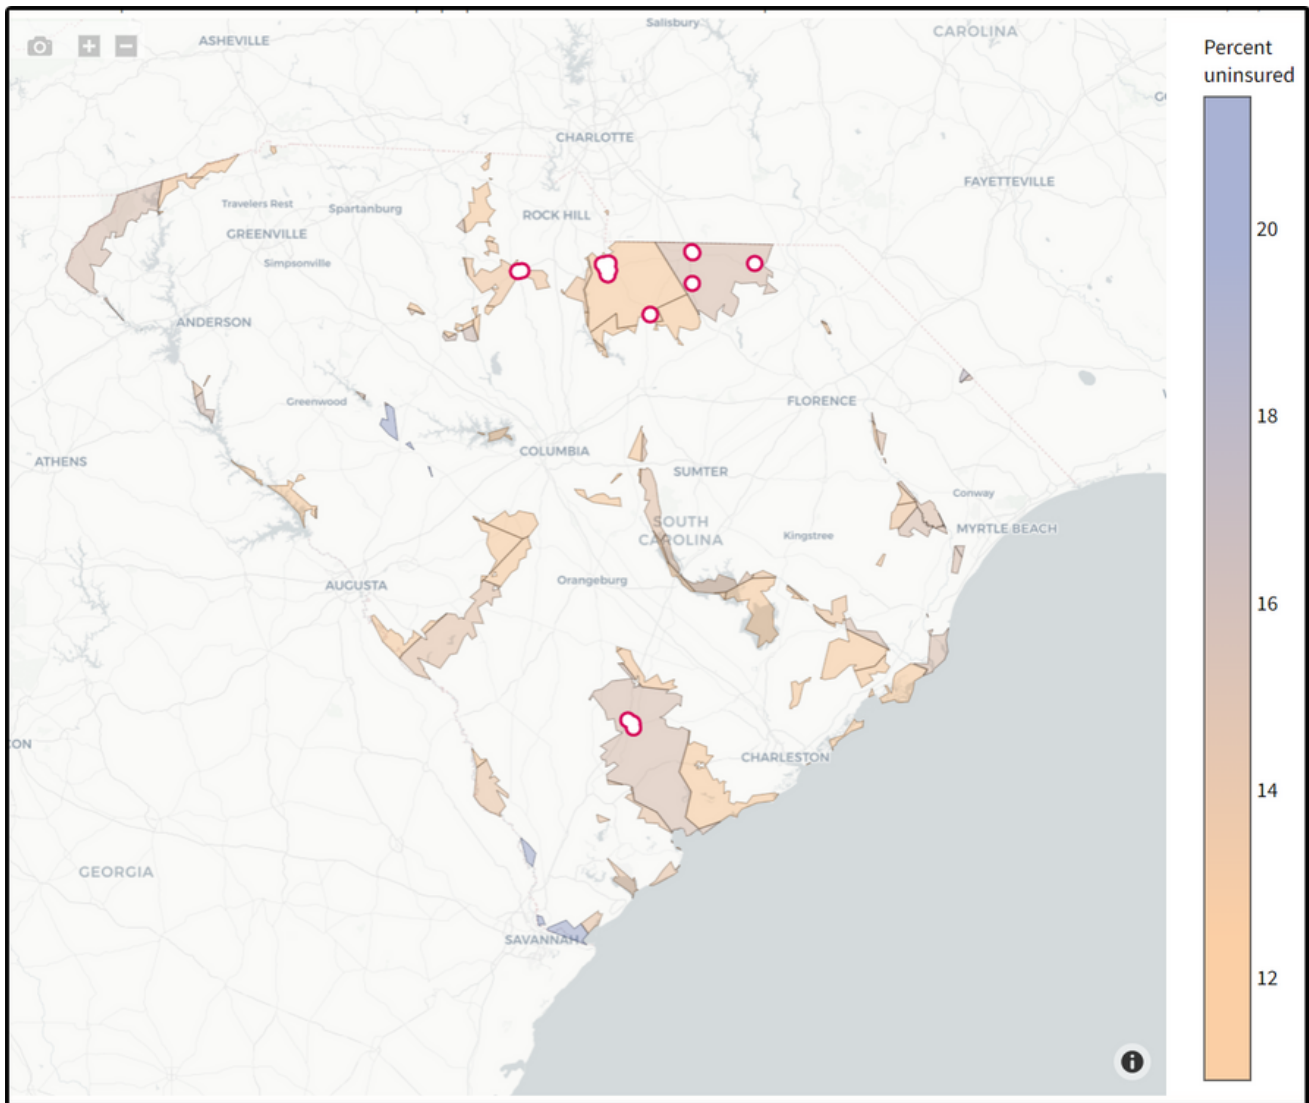 Salisbury
ASHEVILLE
CAROLINA
Percent
uninsured
CHARLOTTE
FAYETTEVILLE
Travelers Rest
Spartanburg
ROCK HILL
GREENVILLE
20
Simpsonville
ANDERSON
Greenwood
FLORENCE
18
COLUMBIA
ATHENS
SUMTER
Conway
SOUTH
CAROLINA
MYRTLE BEACH
Kingstree
Orangeburg
AUGUSTA
16
CON
CHARLESTON
14
GEORGIA
SAVANNAH
12